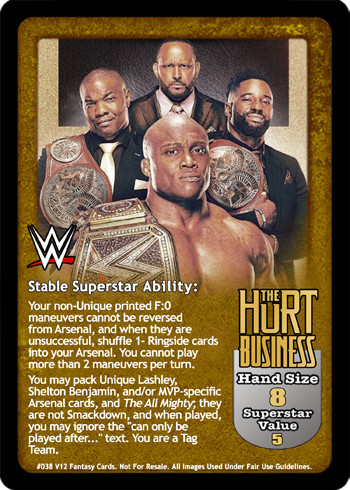 W
Stable Superstar Ability:
Your non-Unique printed F:0
maneuvers cannot be reversed
from Arsenal, and when they are
unsuccessful, shuffle 1- Ringside cards
into your Arsenal. You cannot play
more than 2 maneuvers per turn.
You may pack Unique Lashley,
Shelton Benjamin, and/or MVP-specific
Arsenal cards, and The All Mighty; they
are not Smackdown, and when played,
you may ignore the "can only be
played after..." text. You are a Tag
Team.
THE
HURT
BUSINESS
Hand Size
8
Superstar
Value
5
#038 V12 Fantasy Cards. Not For Resale. All Images Used Under Fair Use Guidelines.